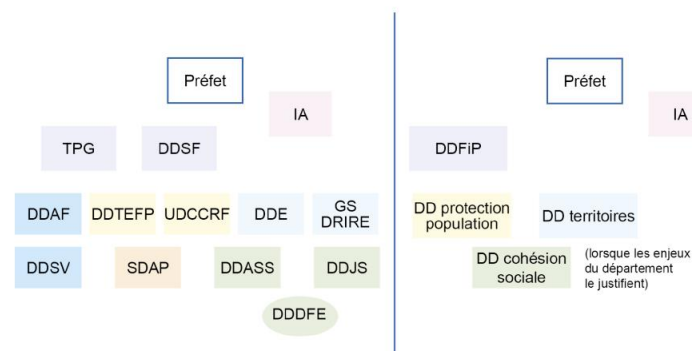 Préfet
IA
TPG
DDSF
DDAF
DDTEFP
UDCCRF
DDE
GS
DRIRE
DDSV
SDAP
DDASS
DDJS
DDDFE
Préfet
IA
DDFiP
DD protection
population
DD territoires
DD cohésion
sociale
(lorsque les enjeux
du département
le justifient)